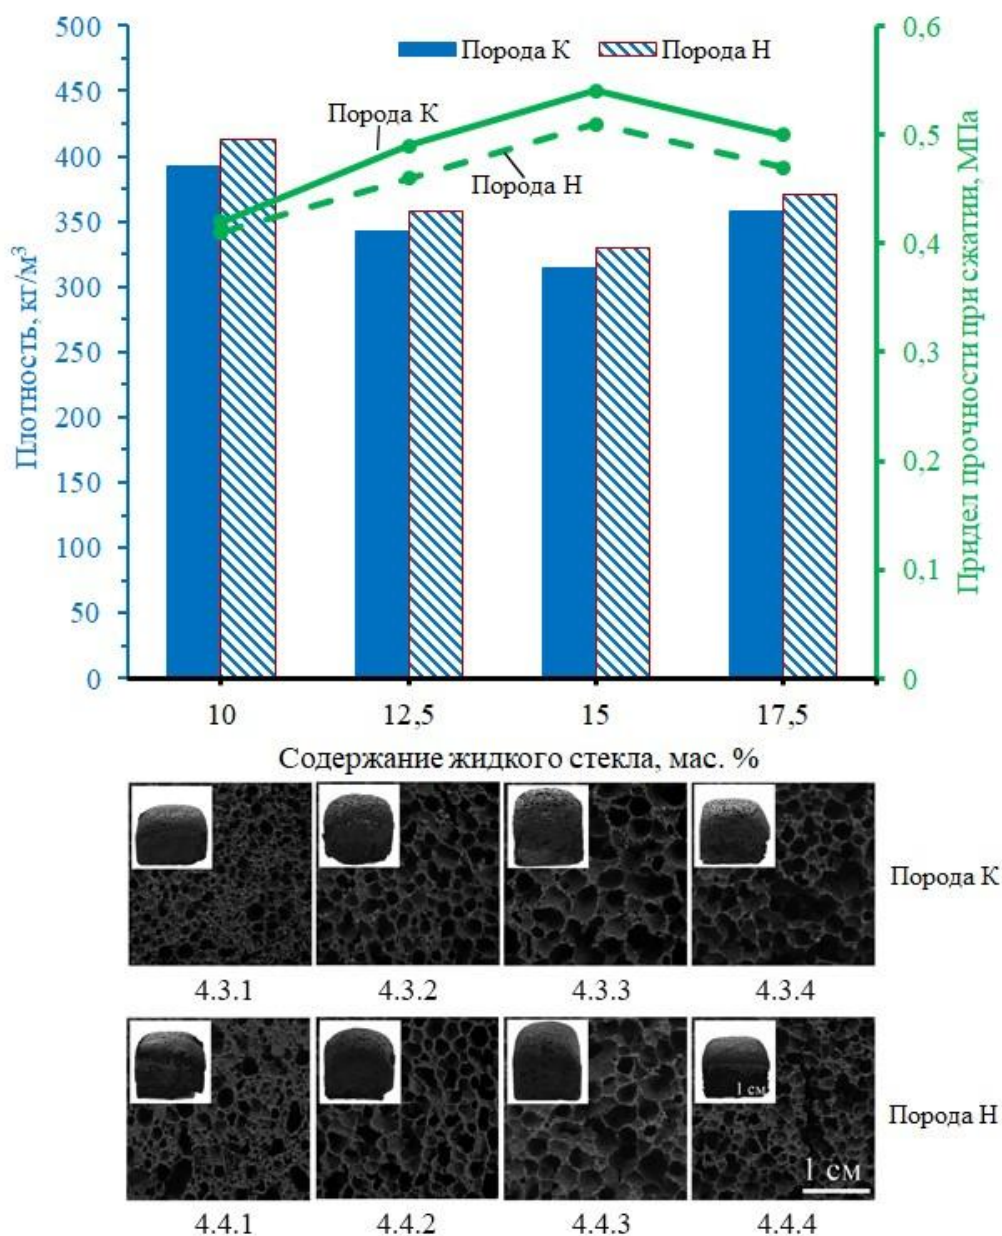 500
450
400
350
300
250
200
150
100
50
0
Плотность, кг/м³
Порода К
Порода Н
Порода К
Порода Н
0,6
0,5
0,4
0,3
0,2
0,1
0
Придел прочности при сжатии, МПа
10 12,5 15 17,5
Содержание жидкого стекла, мас. %
Порода К
4.3.1 4.3.2 4.3.3 4.3.4
1 см
Порода Н
1 см
4.4.1 4.4.2 4.4.3 4.4.4